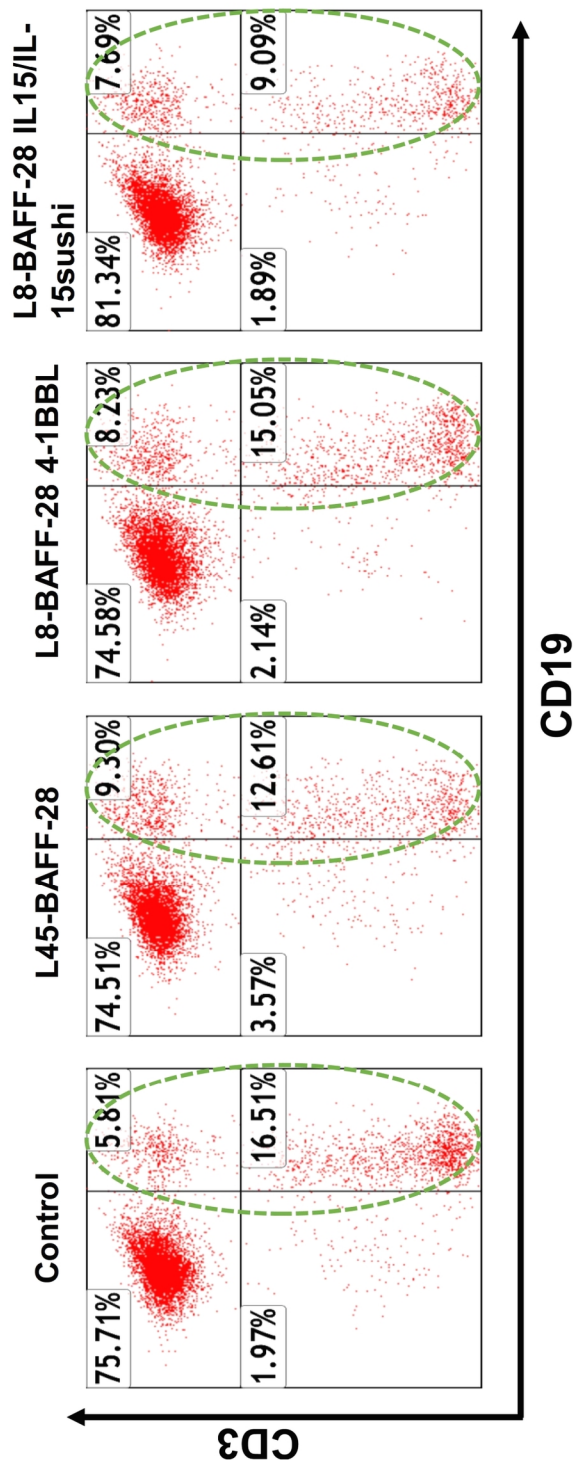 Control
L45-BAFF-28
L8-BAFF-28 4-1BBL
L8-BAFF-28 IL15/IL-
15sushi
75.71%
5.81%
1.97%
16.51%
74.51%
9.30%
3.57%
12.61%
74.58%
8.23%
2.14%
15.05%
81.34%
7.69%
1.89%
9.09%
CD3
CD19